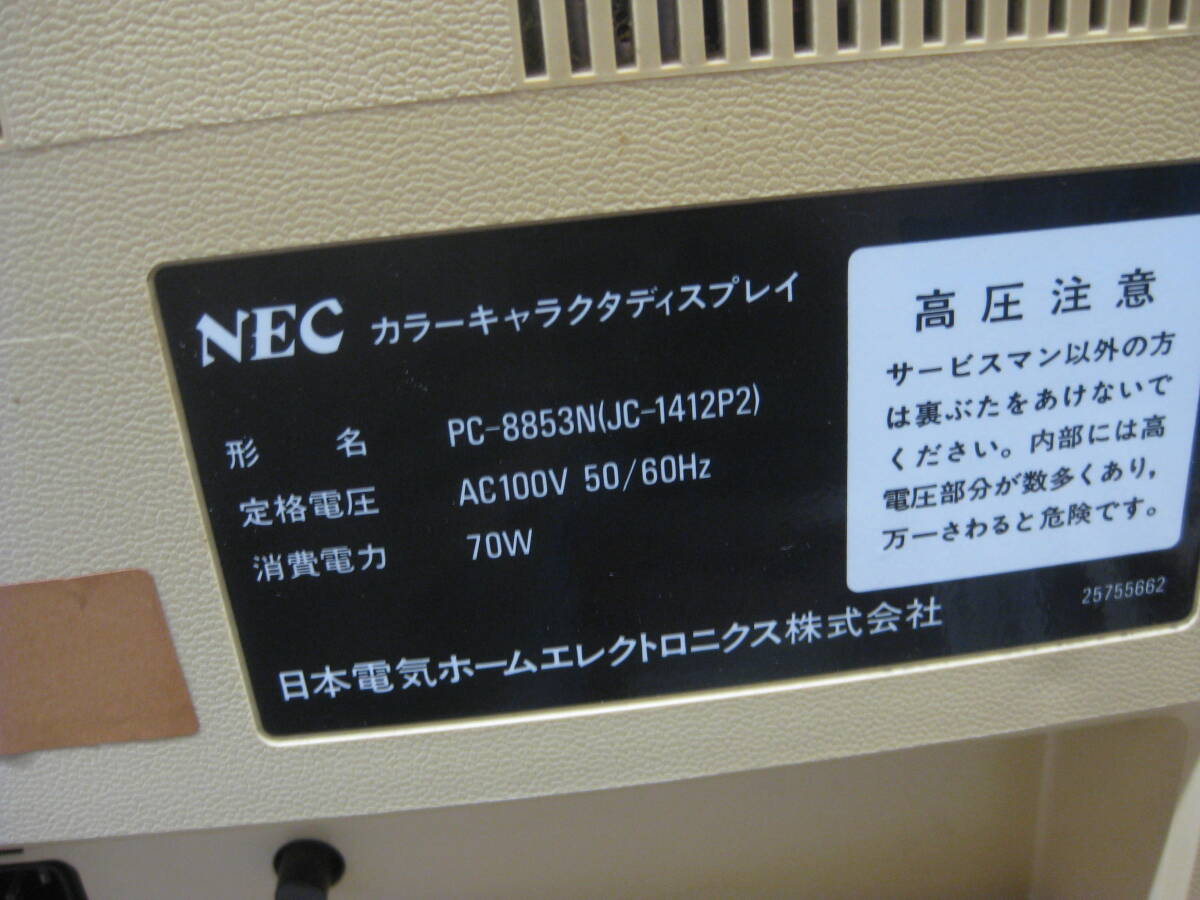 NEC カラーキャラクタディスプレイ
形 名 PC-8853N(JC-1412P2)
定格電圧 AC100V 50/60Hz
消費電力 70W
日本電気ホームエレクトロニクス株式会社
高圧注意
サービスマン以外の方
は裏ぶたをあけないで
ください。内部には高
電圧部分が数多くあり,
万一さわると危険です。
25755662